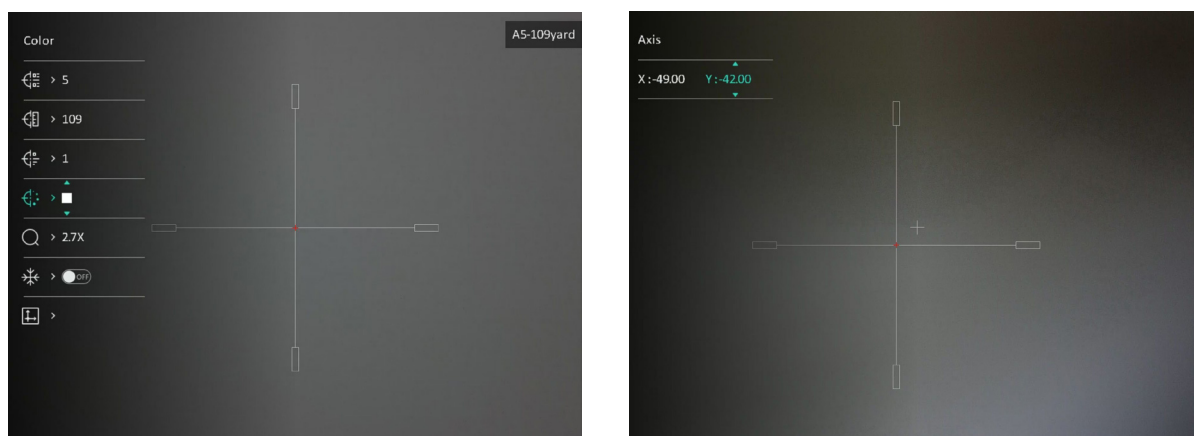 Color
A5-109yard
> 5
> 109
> 1
>
> 2.7X
> OFF
>
Axis
X:-49.00 Y:-42.00